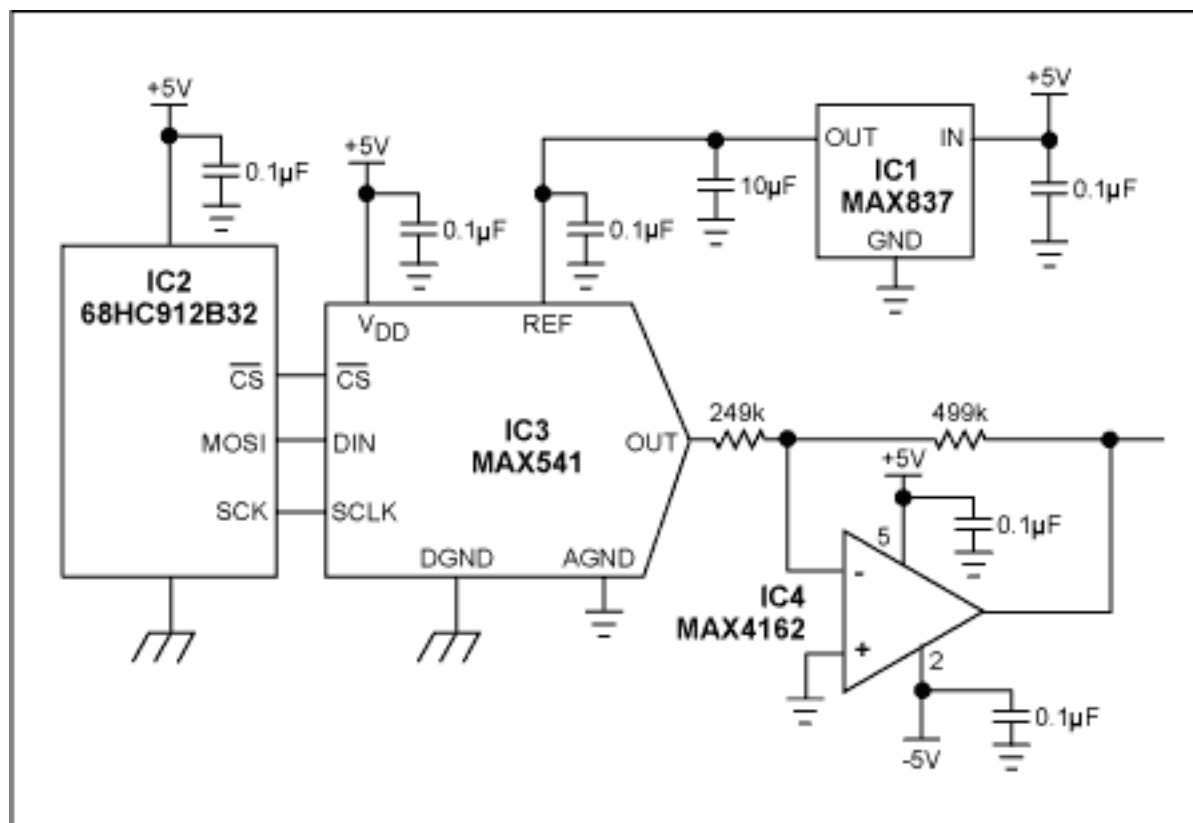 +5V
0.1µF
+5V
0.1µF
0.1µF
10µF
OUT
IN
IC1
MAX837
GND
+5V
0.1µF
IC2
68HC912B32
CS
MOSI
SCK
VDD
REF
CS
DIN
SCLK
IC3
MAX541
OUT
DGND
AGND
249k
499k
+5V
0.1µF
5
-
+
IC4
MAX4162
2
0.1µF
-5V